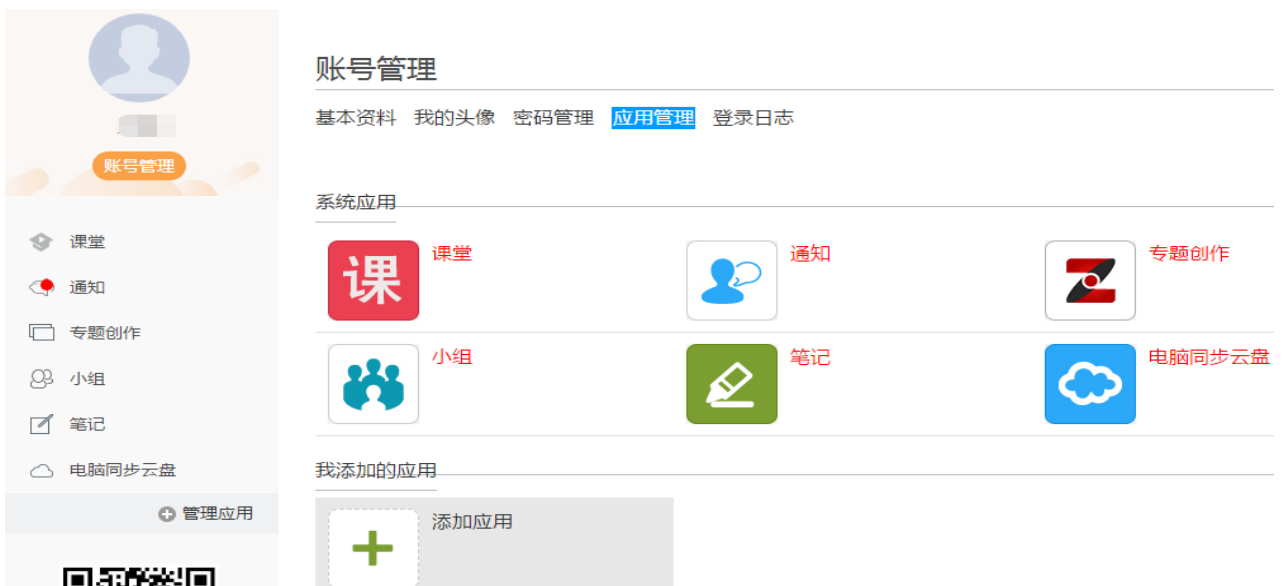 账号管理
课堂
通知
专题创作
小组
笔记
电脑同步云盘
管理应用
账号管理
基本资料 我的头像 密码管理 应用管理 登录日志
系统应用
课 课堂 通知 专题创作
小组 笔记 电脑同步云盘
我添加的应用
添加应用